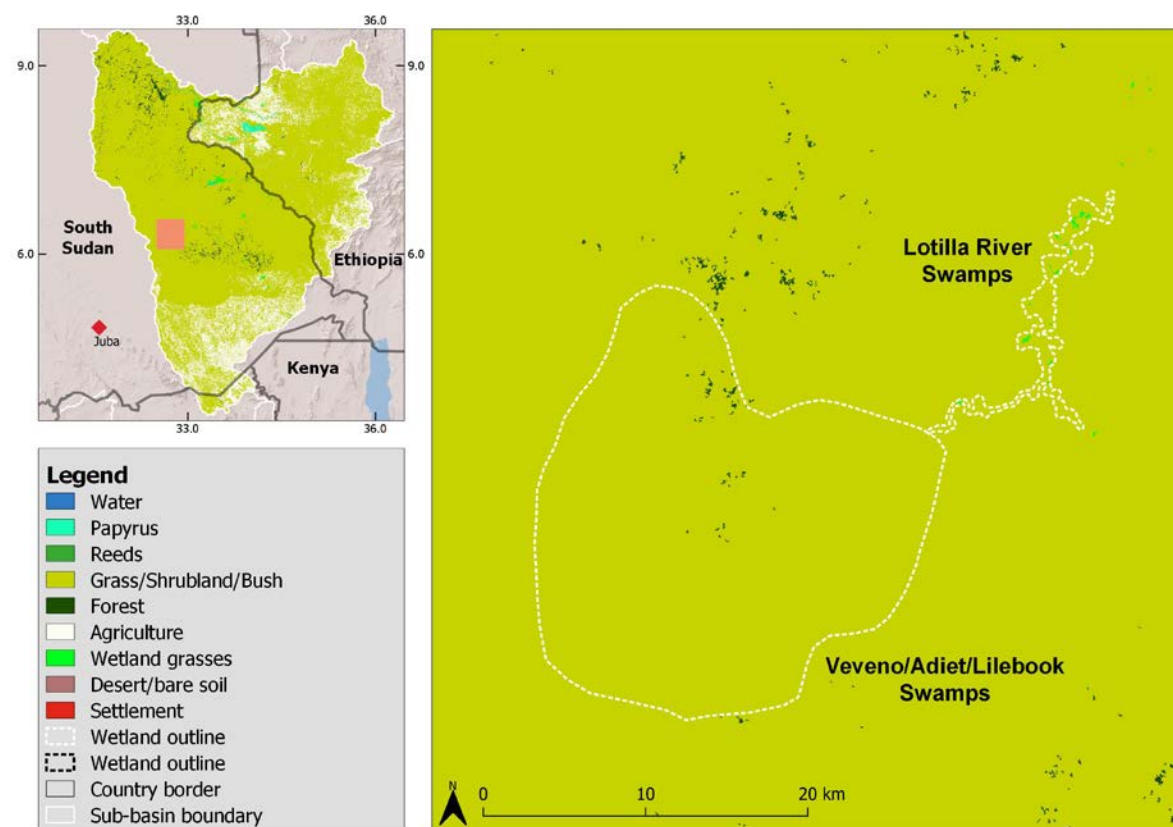 33.0
36.0
9.0
9.0
South
Sudan
6.0
6.0
Ethiopia
Juba
Kenya
33.0
36.0
Legend
Water
Papyrus
Reeds
Grass/Shrubland/Bush
Forest
Agriculture
Wetland grasses
Desert/bare soil
Settlement
Wetland outline
Wetland outline
Country border
Sub-basin boundary
Lotilla River
Swamps
Veveno/Adiet/Lilebook
Swamps
N
0
10
20 km